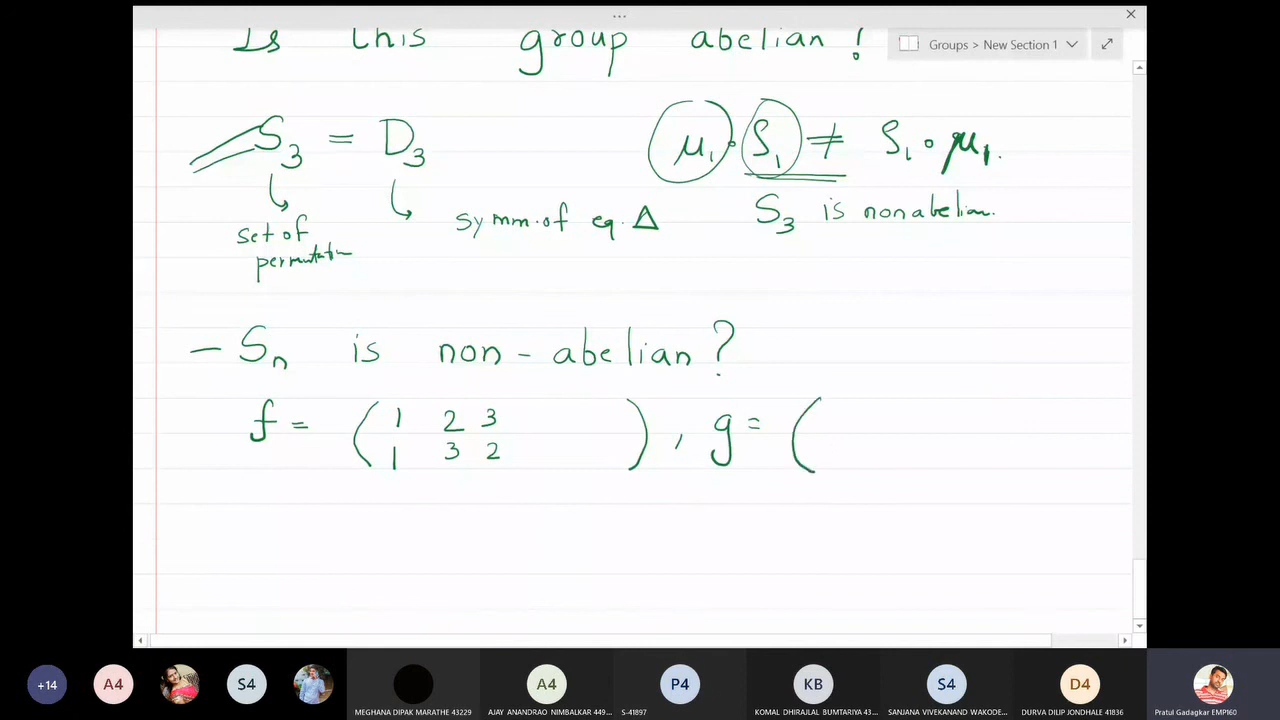 ...
Is this group abelian !
Groups > New Section 1
S₃ = D₃
μ₁ · S₁ ≠ S₁ ∘ μ₁.
set of
permutatn
symm. of eq. Δ
S₃ is nonabelian.
– Sₙ is non-abelian ?
f = ( 1 2 3 ) , g = (
1 3 2
+14 A4 S4 A4 P4 KB S4 D4
MEGHANA DIPAK MARATHE 43229 AJAY ANANDRAO NIMBALKAR 449... S-41897 KOMAL DHIRAJLAL BUMTARIYA 43... SANJANA VIVEKANAND WAKODE... DURVA DILIP JONDHALE 41836 Pratul Gadagkar EMP160